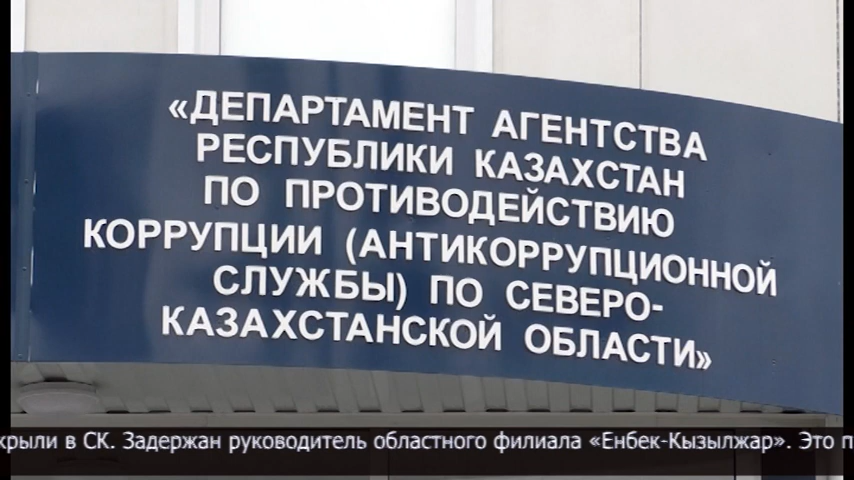 «ДЕПАРТАМЕНТ АГЕНТСТВА
РЕСПУБЛИКИ КАЗАХСТАН
ПО ПРОТИВОДЕЙСТВИЮ
КОРРУПЦИИ (АНТИКОРРУПЦИОННОЙ
СЛУЖБЫ) ПО СЕВЕРО-
КАЗАХСТАНСКОЙ ОБЛАСТИ»
крыли в СК. Задержан руководитель областного филиала «Енбек-Кызылжар». Это п